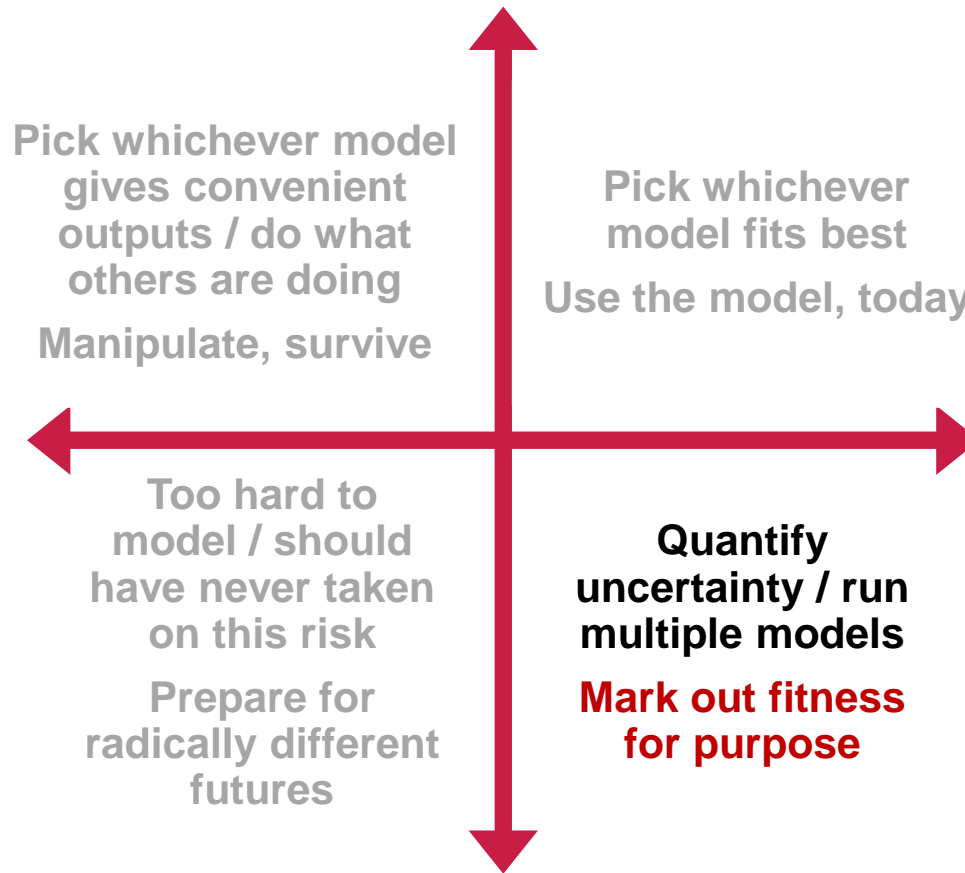 Pick whichever model
gives convenient
outputs / do what
others are doing
Manipulate, survive
Pick whichever
model fits best
Use the model, today
Too hard to
model / should
have never taken
on this risk
Prepare for
radically different
futures
Quantify
uncertainty / run
multiple models
Mark out fitness
for purpose